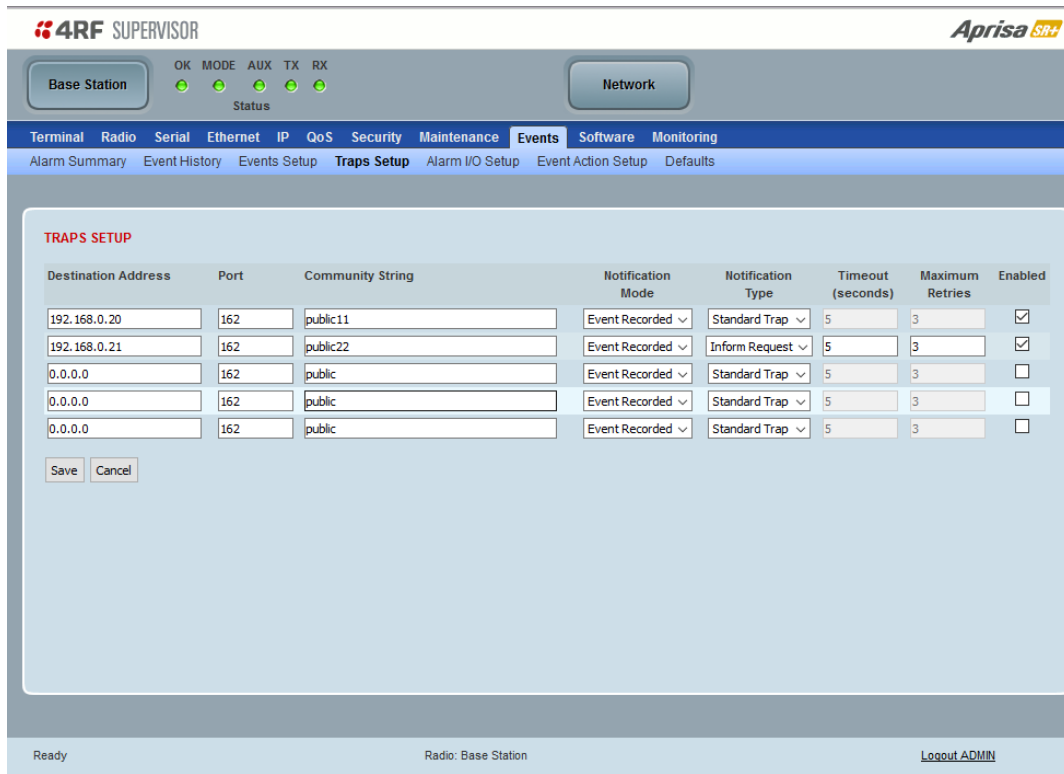 4RF SUPERVISOR
Aprisa SR+
Base Station
OK MODE AUX TX RX
Status
Network
Terminal Radio Serial Ethernet IP QoS Security Maintenance Events Software Monitoring
Alarm Summary Event History Events Setup Traps Setup Alarm I/O Setup Event Action Setup Defaults
TRAPS SETUP
Destination Address Port Community String Notification Mode Notification Type Timeout (seconds) Maximum Retries Enabled
192.168.0.20 162 public11 Event Recorded Standard Trap 5 3
192.168.0.21 162 public22 Event Recorded Inform Request 5 3
0.0.0.0 162 public Event Recorded Standard Trap 5 3
0.0.0.0 162 public Event Recorded Standard Trap 5 3
0.0.0.0 162 public Event Recorded Standard Trap 5 3
Save Cancel
Ready Radio: Base Station Logout ADMIN